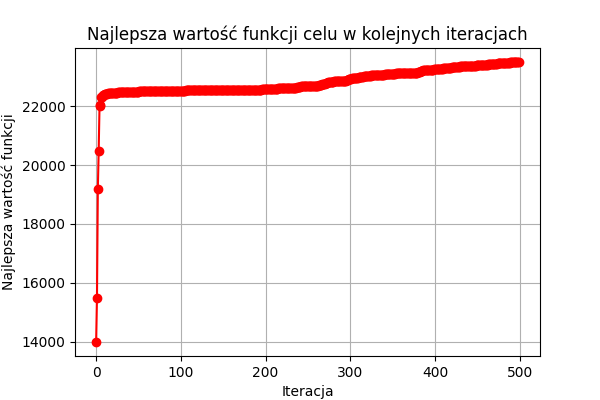 Najlepsza wartość funkcji celu w kolejnych iteracjach
Najlepsza wartość funkcji
22000
20000
18000
16000
14000
0 100 200 300 400 500
Iteracja